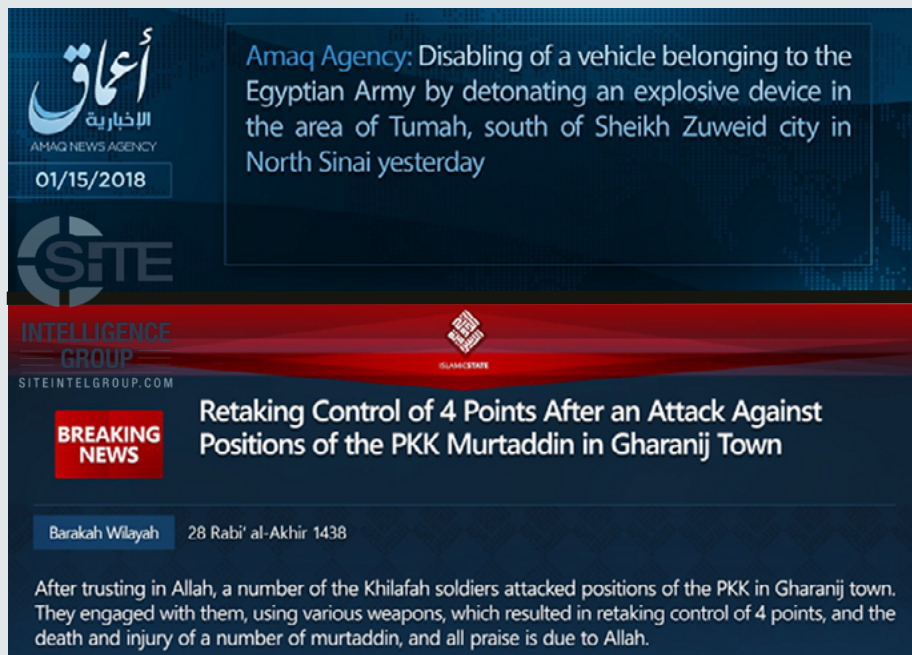 أعماق
الإخبارية
AMAQ NEWS AGENCY
01/15/2018
Amaq Agency: Disabling of a vehicle belonging to the
Egyptian Army by detonating an explosive device in
the area of Tumah, south of Sheikh Zuweid city in
North Sinai yesterday
SITE
INTELLIGENCE
GROUP
SITEINTELGROUP.COM
ISLAMICSTATE
BREAKING
NEWS
Retaking Control of 4 Points After an Attack Against
Positions of the PKK Murtaddin in Gharanij Town
Barakah Wilayah
28 Rabi' al-Akhir 1438
After trusting in Allah, a number of the Khilafah soldiers attacked positions of the PKK in Gharanij town.
They engaged with them, using various weapons, which resulted in retaking control of 4 points, and the
death and injury of a number of murtaddin, and all praise is due to Allah.